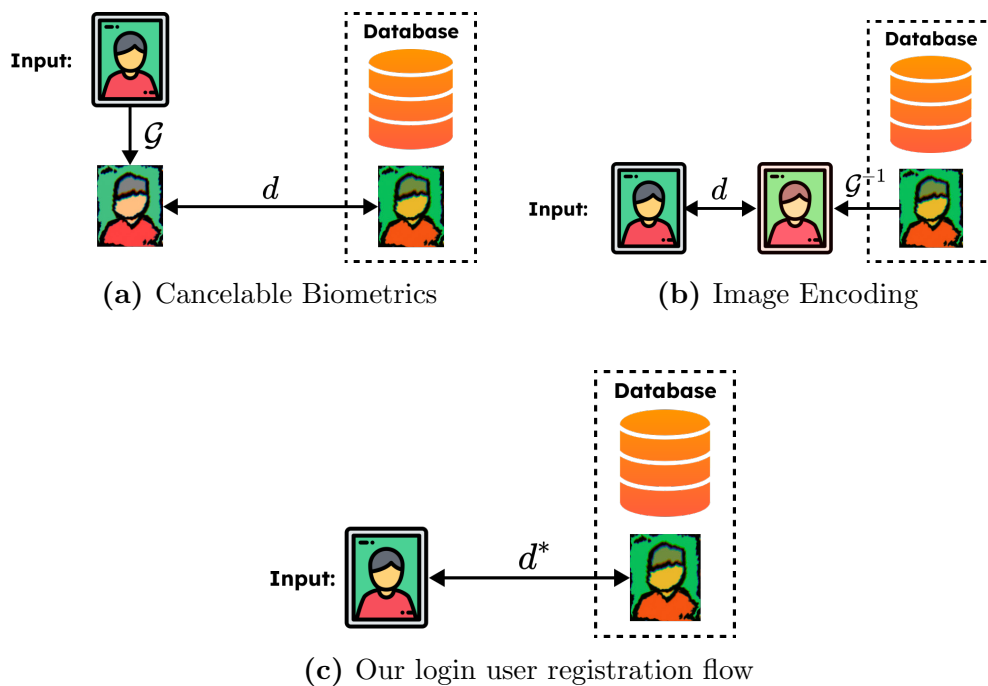 Database
Input:
𝒢
d
(a) Cancelable Biometrics
Database
Input:
d
𝒢⁻¹
(b) Image Encoding
Database
Input:
d*
(c) Our login user registration flow